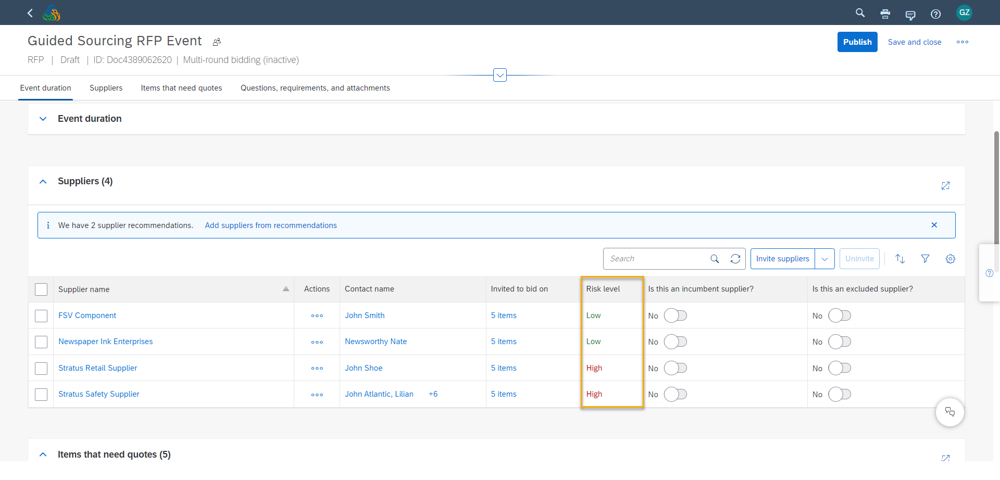 GZ
Guided Sourcing RFP Event
Publish
Save and close
RFP | Draft | ID: Doc4389062620 | Multi-round bidding (inactive)
Event duration Suppliers Items that need quotes Questions, requirements, and attachments
Event duration
Suppliers (4)
We have 2 supplier recommendations. Add suppliers from recommendations
Search Invite suppliers Uninvite
Supplier name Actions Contact name Invited to bid on Risk level Is this an incumbent supplier? Is this an excluded supplier?
FSV Component John Smith 5 items Low No No
Newspaper Ink Enterprises Newsworthy Nate 5 items Low No No
Stratus Retail Supplier John Shoe 5 items High No No
Stratus Safety Supplier John Atlantic, Lilian +6 5 items High No No
Items that need quotes (5)